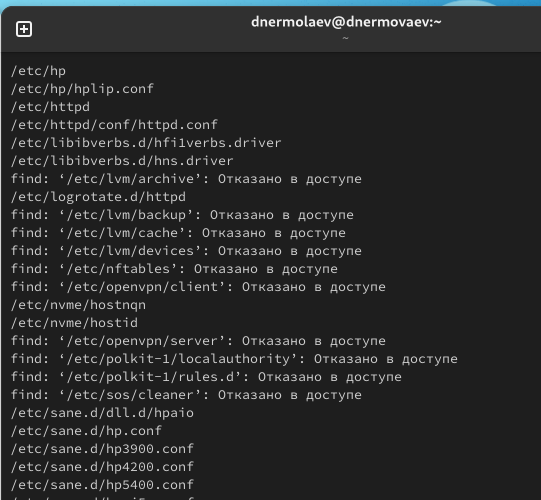 dnermolaev@dnermovaev:~
~
/etc/hp
/etc/hp/hplip.conf
/etc/httpd
/etc/httpd/conf/httpd.conf
/etc/libibverbs.d/hfi1verbs.driver
/etc/libibverbs.d/hns.driver
find: ‘/etc/lvm/archive’: Отказано в доступе
/etc/logrotate.d/httpd
find: ‘/etc/lvm/backup’: Отказано в доступе
find: ‘/etc/lvm/cache’: Отказано в доступе
find: ‘/etc/lvm/devices’: Отказано в доступе
find: ‘/etc/nftables’: Отказано в доступе
find: ‘/etc/openvpn/client’: Отказано в доступе
/etc/nvme/hostnqn
/etc/nvme/hostid
find: ‘/etc/openvpn/server’: Отказано в доступе
find: ‘/etc/polkit-1/localauthority’: Отказано в доступе
find: ‘/etc/polkit-1/rules.d’: Отказано в доступе
find: ‘/etc/sos/cleaner’: Отказано в доступе
/etc/sane.d/dll.d/hpaio
/etc/sane.d/hp.conf
/etc/sane.d/hp3900.conf
/etc/sane.d/hp4200.conf
/etc/sane.d/hp5400.conf